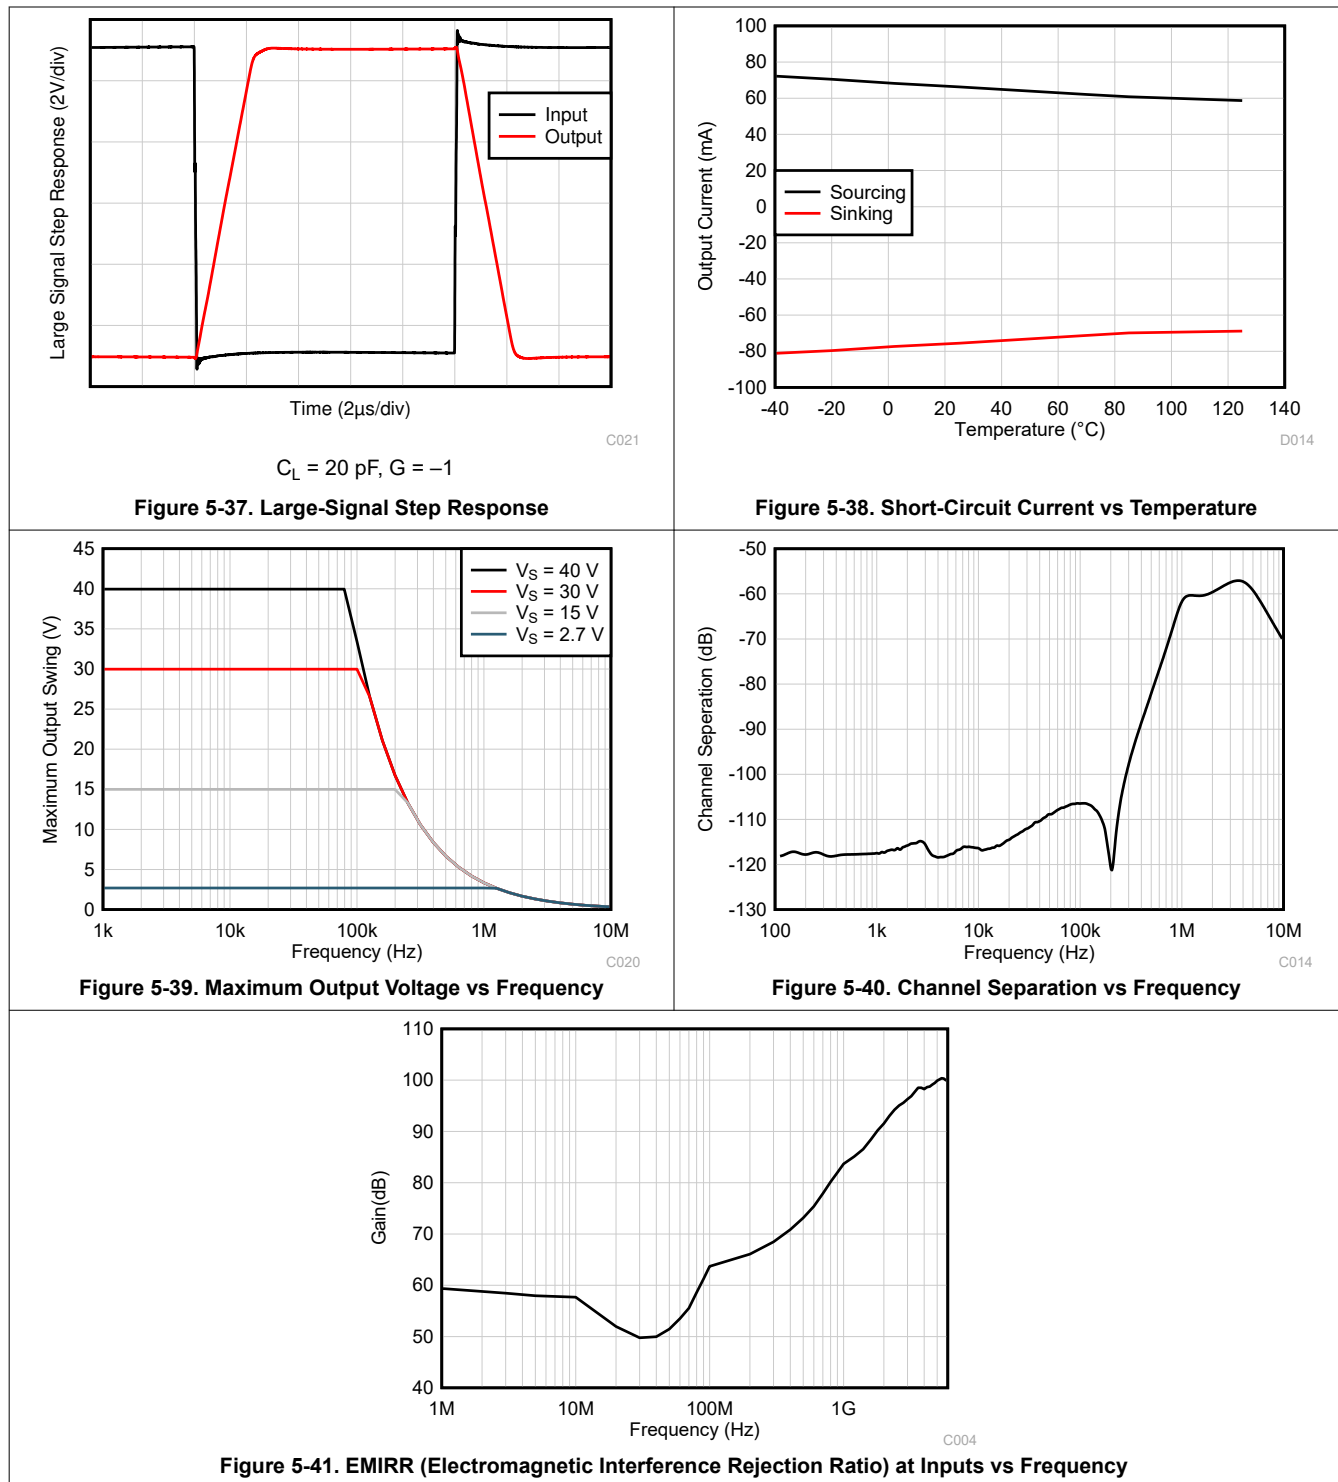 Large Signal Step Response (2V/div)
Input
Output
Time (2µs/div)
C021
C_L = 20 pF, G = –1
Figure 5-37. Large-Signal Step Response
100
80
60
40
20
0
-20
-40
-60
-80
-100
Output Current (mA)
Sourcing
Sinking
-40 -20 0 20 40 60 80 100 120 140
Temperature (°C)
D014
Figure 5-38. Short-Circuit Current vs Temperature
45
40
35
30
25
20
15
10
5
0
Maximum Output Swing (V)
V_S = 40 V
V_S = 30 V
V_S = 15 V
V_S = 2.7 V
1k 10k 100k 1M 10M
Frequency (Hz)
C020
Figure 5-39. Maximum Output Voltage vs Frequency
-50
-60
-70
-80
-90
-100
-110
-120
-130
Channel Seperation (dB)
100 1k 10k 100k 1M 10M
Frequency (Hz)
C014
Figure 5-40. Channel Separation vs Frequency
110
100
90
80
70
60
50
40
Gain(dB)
1M 10M 100M 1G
Frequency (Hz)
C004
Figure 5-41. EMIRR (Electromagnetic Interference Rejection Ratio) at Inputs vs Frequency